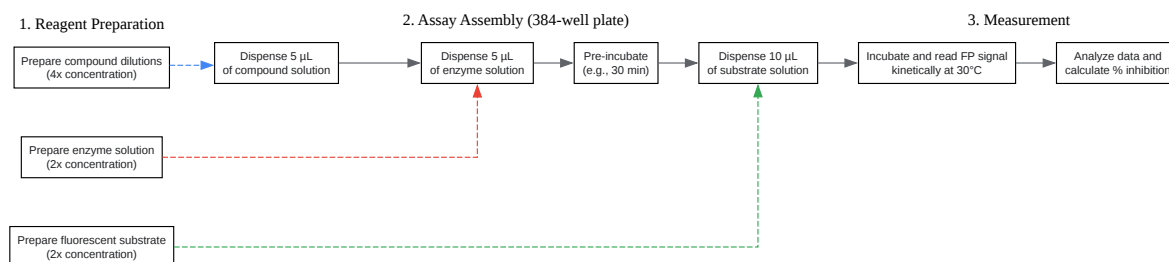 1. Reagent Preparation
2. Assay Assembly (384-well plate)
3. Measurement
Prepare compound dilutions
(4x concentration)
Dispense 5 µL
of compound solution
Dispense 5 µL
of enzyme solution
Pre-incubate
(e.g., 30 min)
Dispense 10 µL
of substrate solution
Incubate and read FP signal
kinetically at 30°C
Analyze data and
calculate % inhibition
Prepare enzyme solution
(2x concentration)
Prepare fluorescent substrate
(2x concentration)